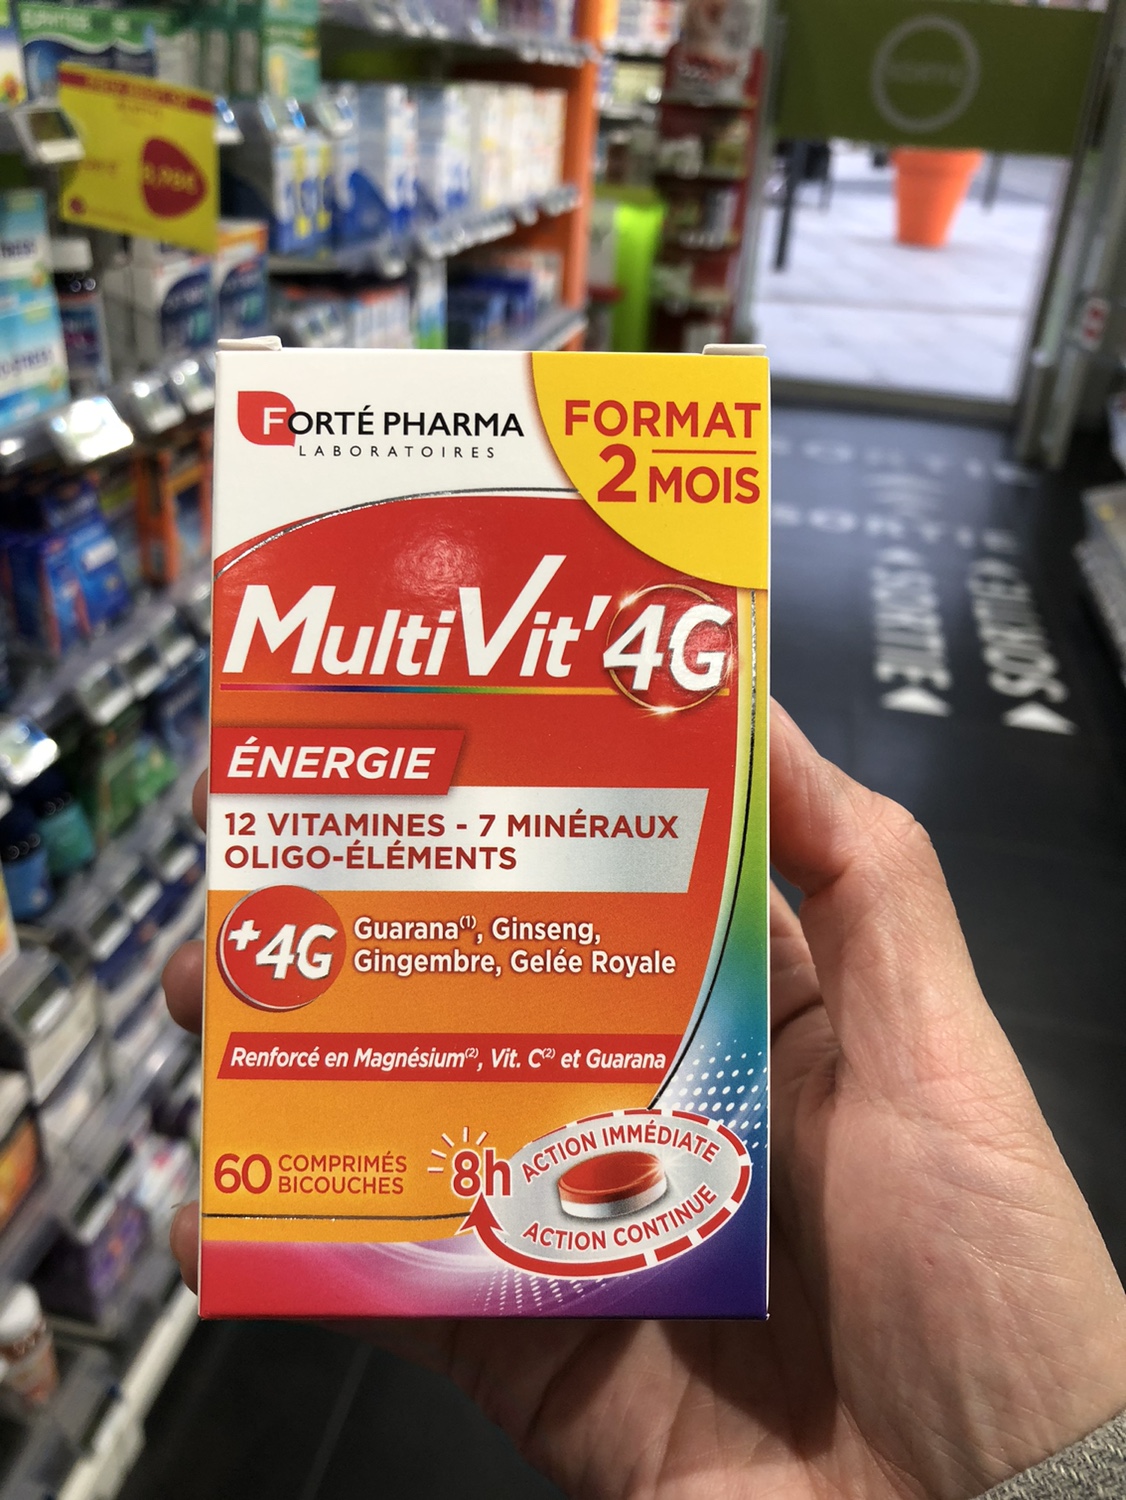 FORTÉ PHARMA
LABORATOIRES
FORMAT
2 MOIS
MultiVit'4G
ÉNERGIE
12 VITAMINES - 7 MINÉRAUX
OLIGO-ÉLÉMENTS
+4G
Guarana(1), Ginseng,
Gingembre, Gelée Royale
Renforcé en Magnésium(2), Vit. C(2) et Guarana
60 COMPRIMÉS
BICOUCHES
8h
ACTION IMMÉDIATE
ACTION CONTINUE
SORTIE
SORTIE
SORTIE